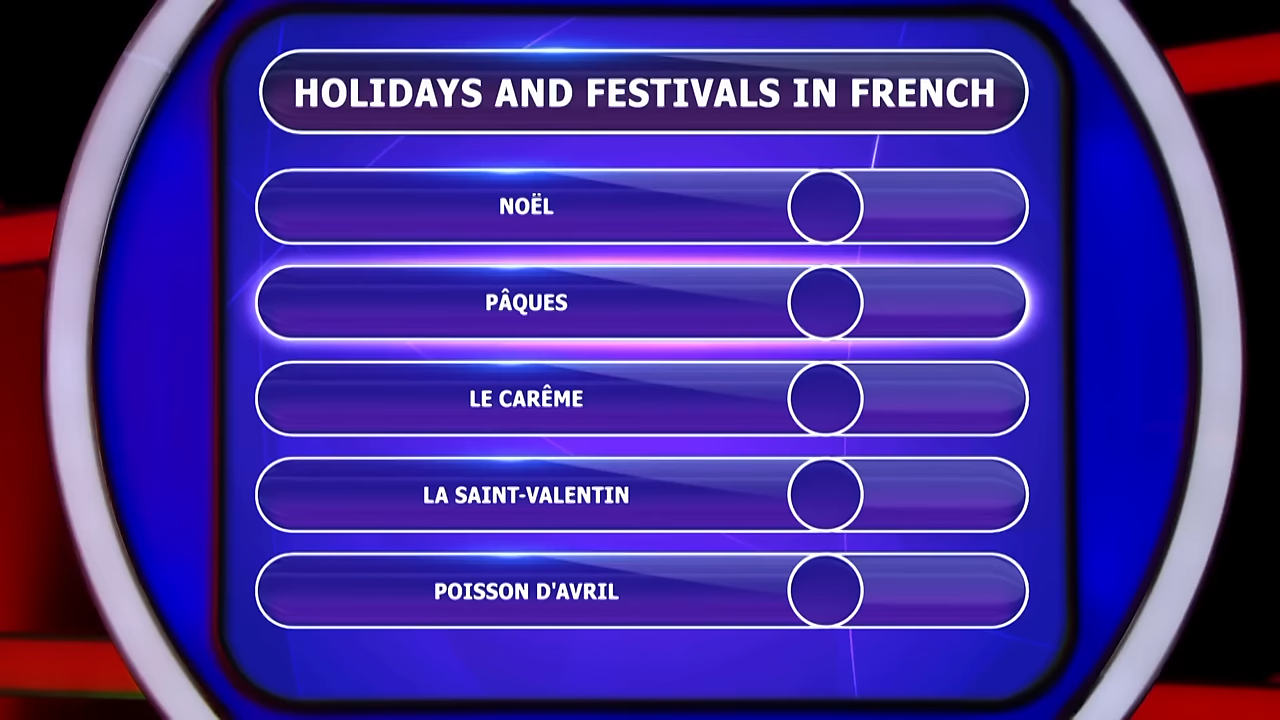 HOLIDAYS AND FESTIVALS IN FRENCH
NOËL
PÂQUES
LE CARÊME
LA SAINT-VALENTIN
POISSON D'AVRIL